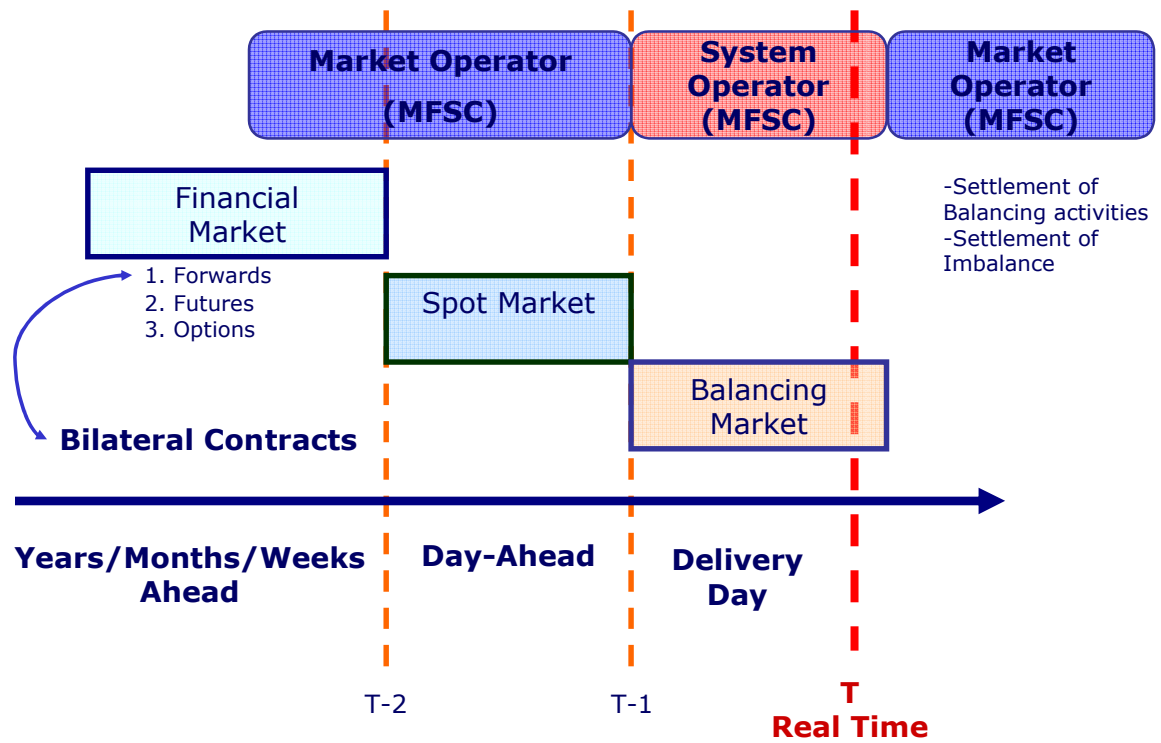 Market Operator
(MFSC)
System
Operator
(MFSC)
Market
Operator
(MFSC)
Financial
Market
-Settlement of
Balancing activities
-Settlement of
Imbalance
1. Forwards
2. Futures
3. Options
Spot Market
Balancing
Market
Bilateral Contracts
Years/Months/Weeks
Ahead
Day-Ahead
Delivery
Day
T-2
T-1
T
Real Time